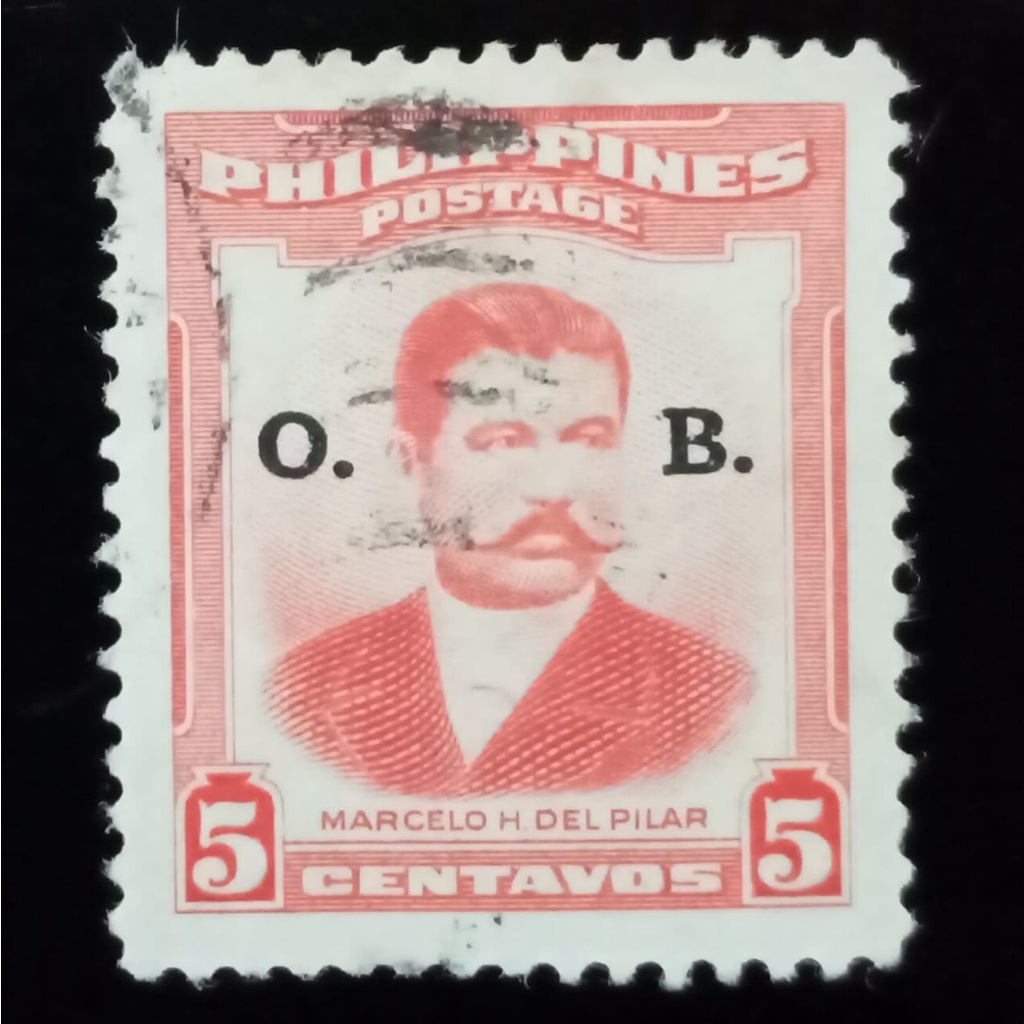 PHILIPPINES
POSTAGE
O. B.
MARCELO H. DEL PILAR
5 CENTAVOS 5